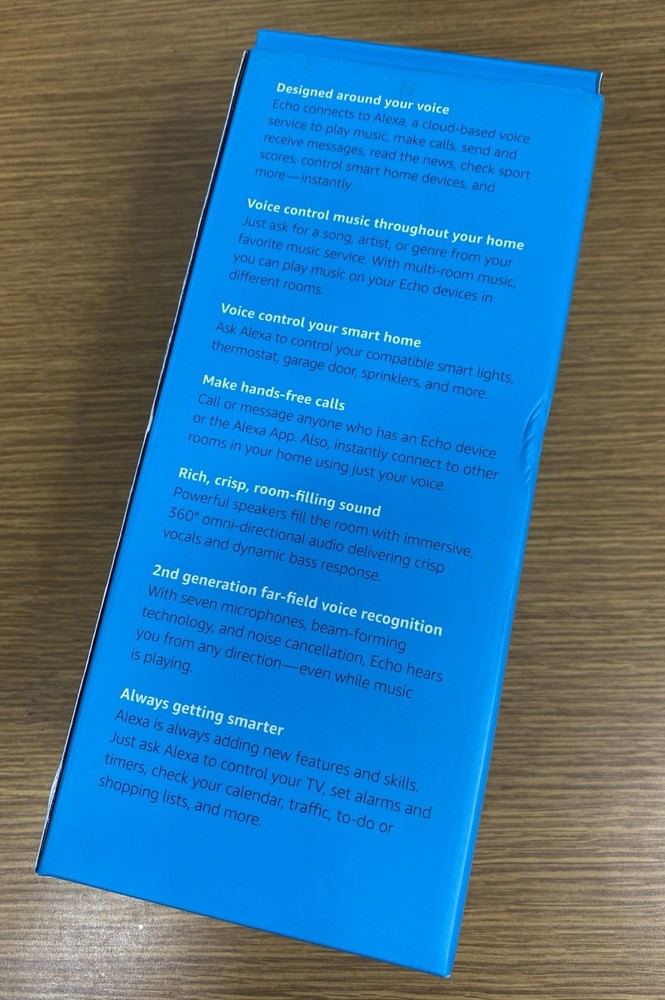 Designed around your voice
Echo connects to Alexa, a cloud-based voice
service to play music, make calls, send and
receive messages, read the news, check sport
scores, control smart home devices, and
more—instantly.
Voice control music throughout your home
Just ask for a song, artist, or genre from your
favorite music service. With multi-room music,
you can play music on your Echo devices in
different rooms.
Voice control your smart home
Ask Alexa to control your compatible smart lights,
thermostat, garage door, sprinklers, and more.
Make hands-free calls
Call or message anyone who has an Echo device
or the Alexa App. Also, instantly connect to other
rooms in your home using just your voice.
Rich, crisp, room-filling sound
Powerful speakers fill the room with immersive,
360° omni-directional audio delivering crisp
vocals and dynamic bass response.
2nd generation far-field voice recognition
With seven microphones, beam-forming
technology, and noise cancellation, Echo hears
you from any direction—even while music
is playing.
Always getting smarter
Alexa is always adding new features and skills.
Just ask Alexa to control your TV, set alarms and
timers, check your calendar, traffic, to-do or
shopping lists, and more.